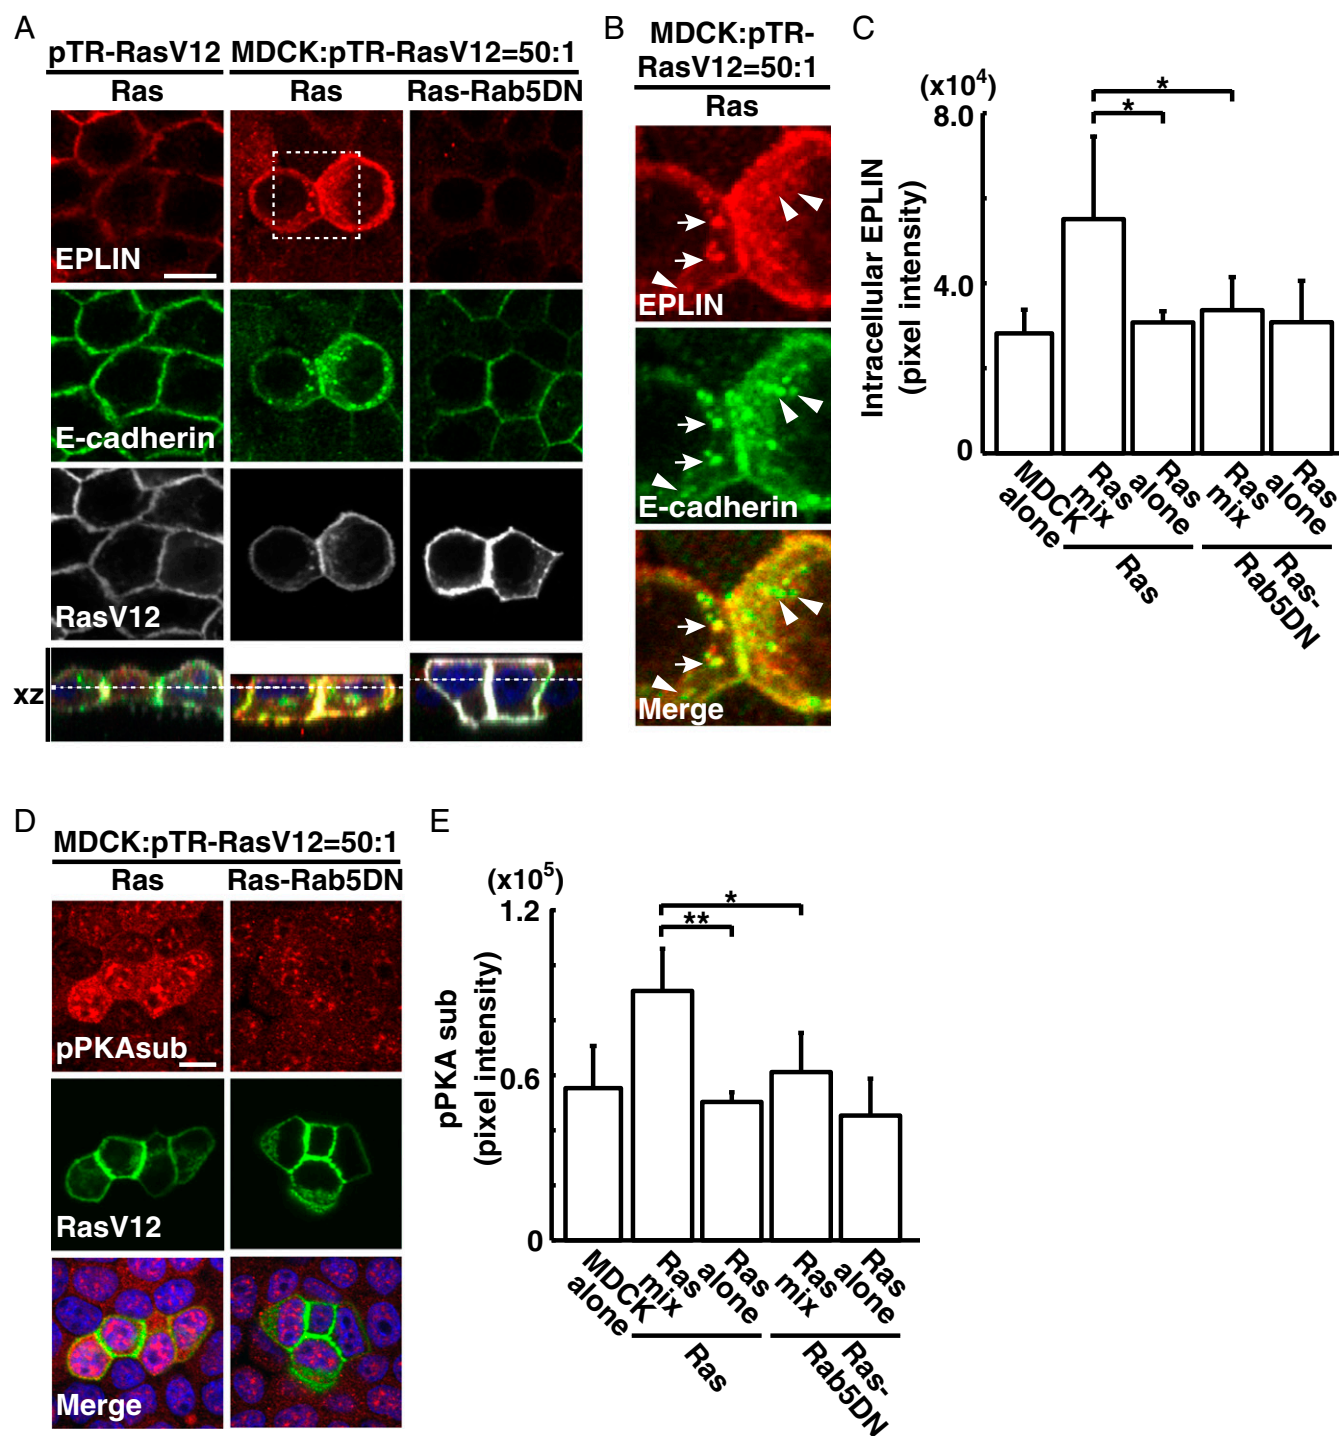 A
pTR-RasV12
MDCK:pTR-RasV12=50:1
Ras
Ras
Ras-Rab5DN
EPLIN
E-cadherin
RasV12
xz
B
MDCK:pTR-
RasV12=50:1
Ras
EPLIN
E-cadherin
Merge
C
(x10⁴)
8.0
4.0
0
Intracellular EPLIN
(pixel intensity)
*
*
MDCK
alone
Ras
mix
Ras
alone
Ras
mix
Ras
alone
Ras
Ras-
Rab5DN
D
MDCK:pTR-RasV12=50:1
Ras
Ras-Rab5DN
pPKAsub
RasV12
Merge
E
(x10⁵)
1.2
0.6
0
pPKA sub
(pixel intensity)
*
**
MDCK
alone
Ras
mix
Ras
alone
Ras
mix
Ras
alone
Ras
Ras-
Rab5DN